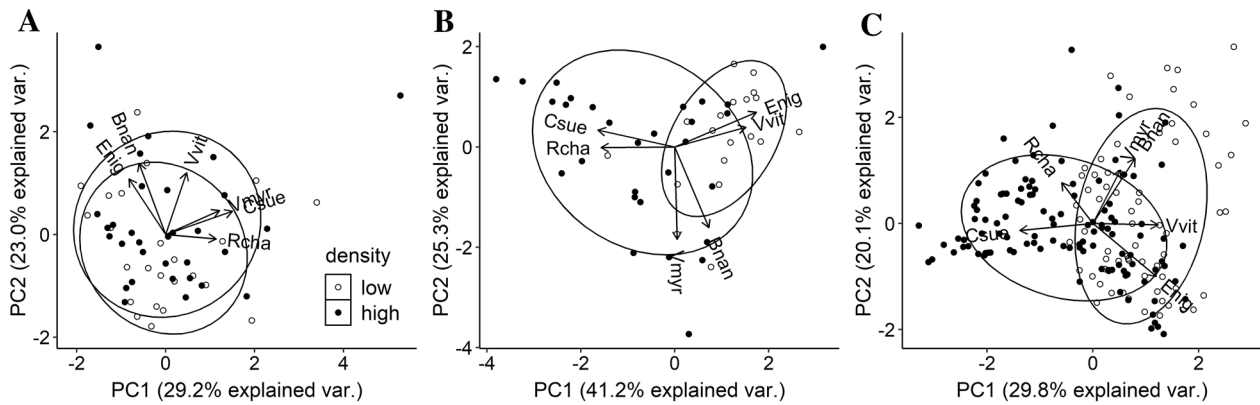 A
PC2 (23.0% explained var.)
2
0
-2
-2
0
2
4
PC1 (29.2% explained var.)
Enig
Bnan
Vvit
Vmyr
Csue
Rcha
density
low
high
B
PC2 (25.3% explained var.)
2
0
-2
-4
-4
-2
0
2
PC1 (41.2% explained var.)
Csue
Rcha
Enig
Vvit
Vmyr
Bnan
C
PC2 (20.1% explained var.)
2
0
-2
-2
0
2
PC1 (29.8% explained var.)
Rcha
Vmyr
Bnan
Csue
Vvit
Enig